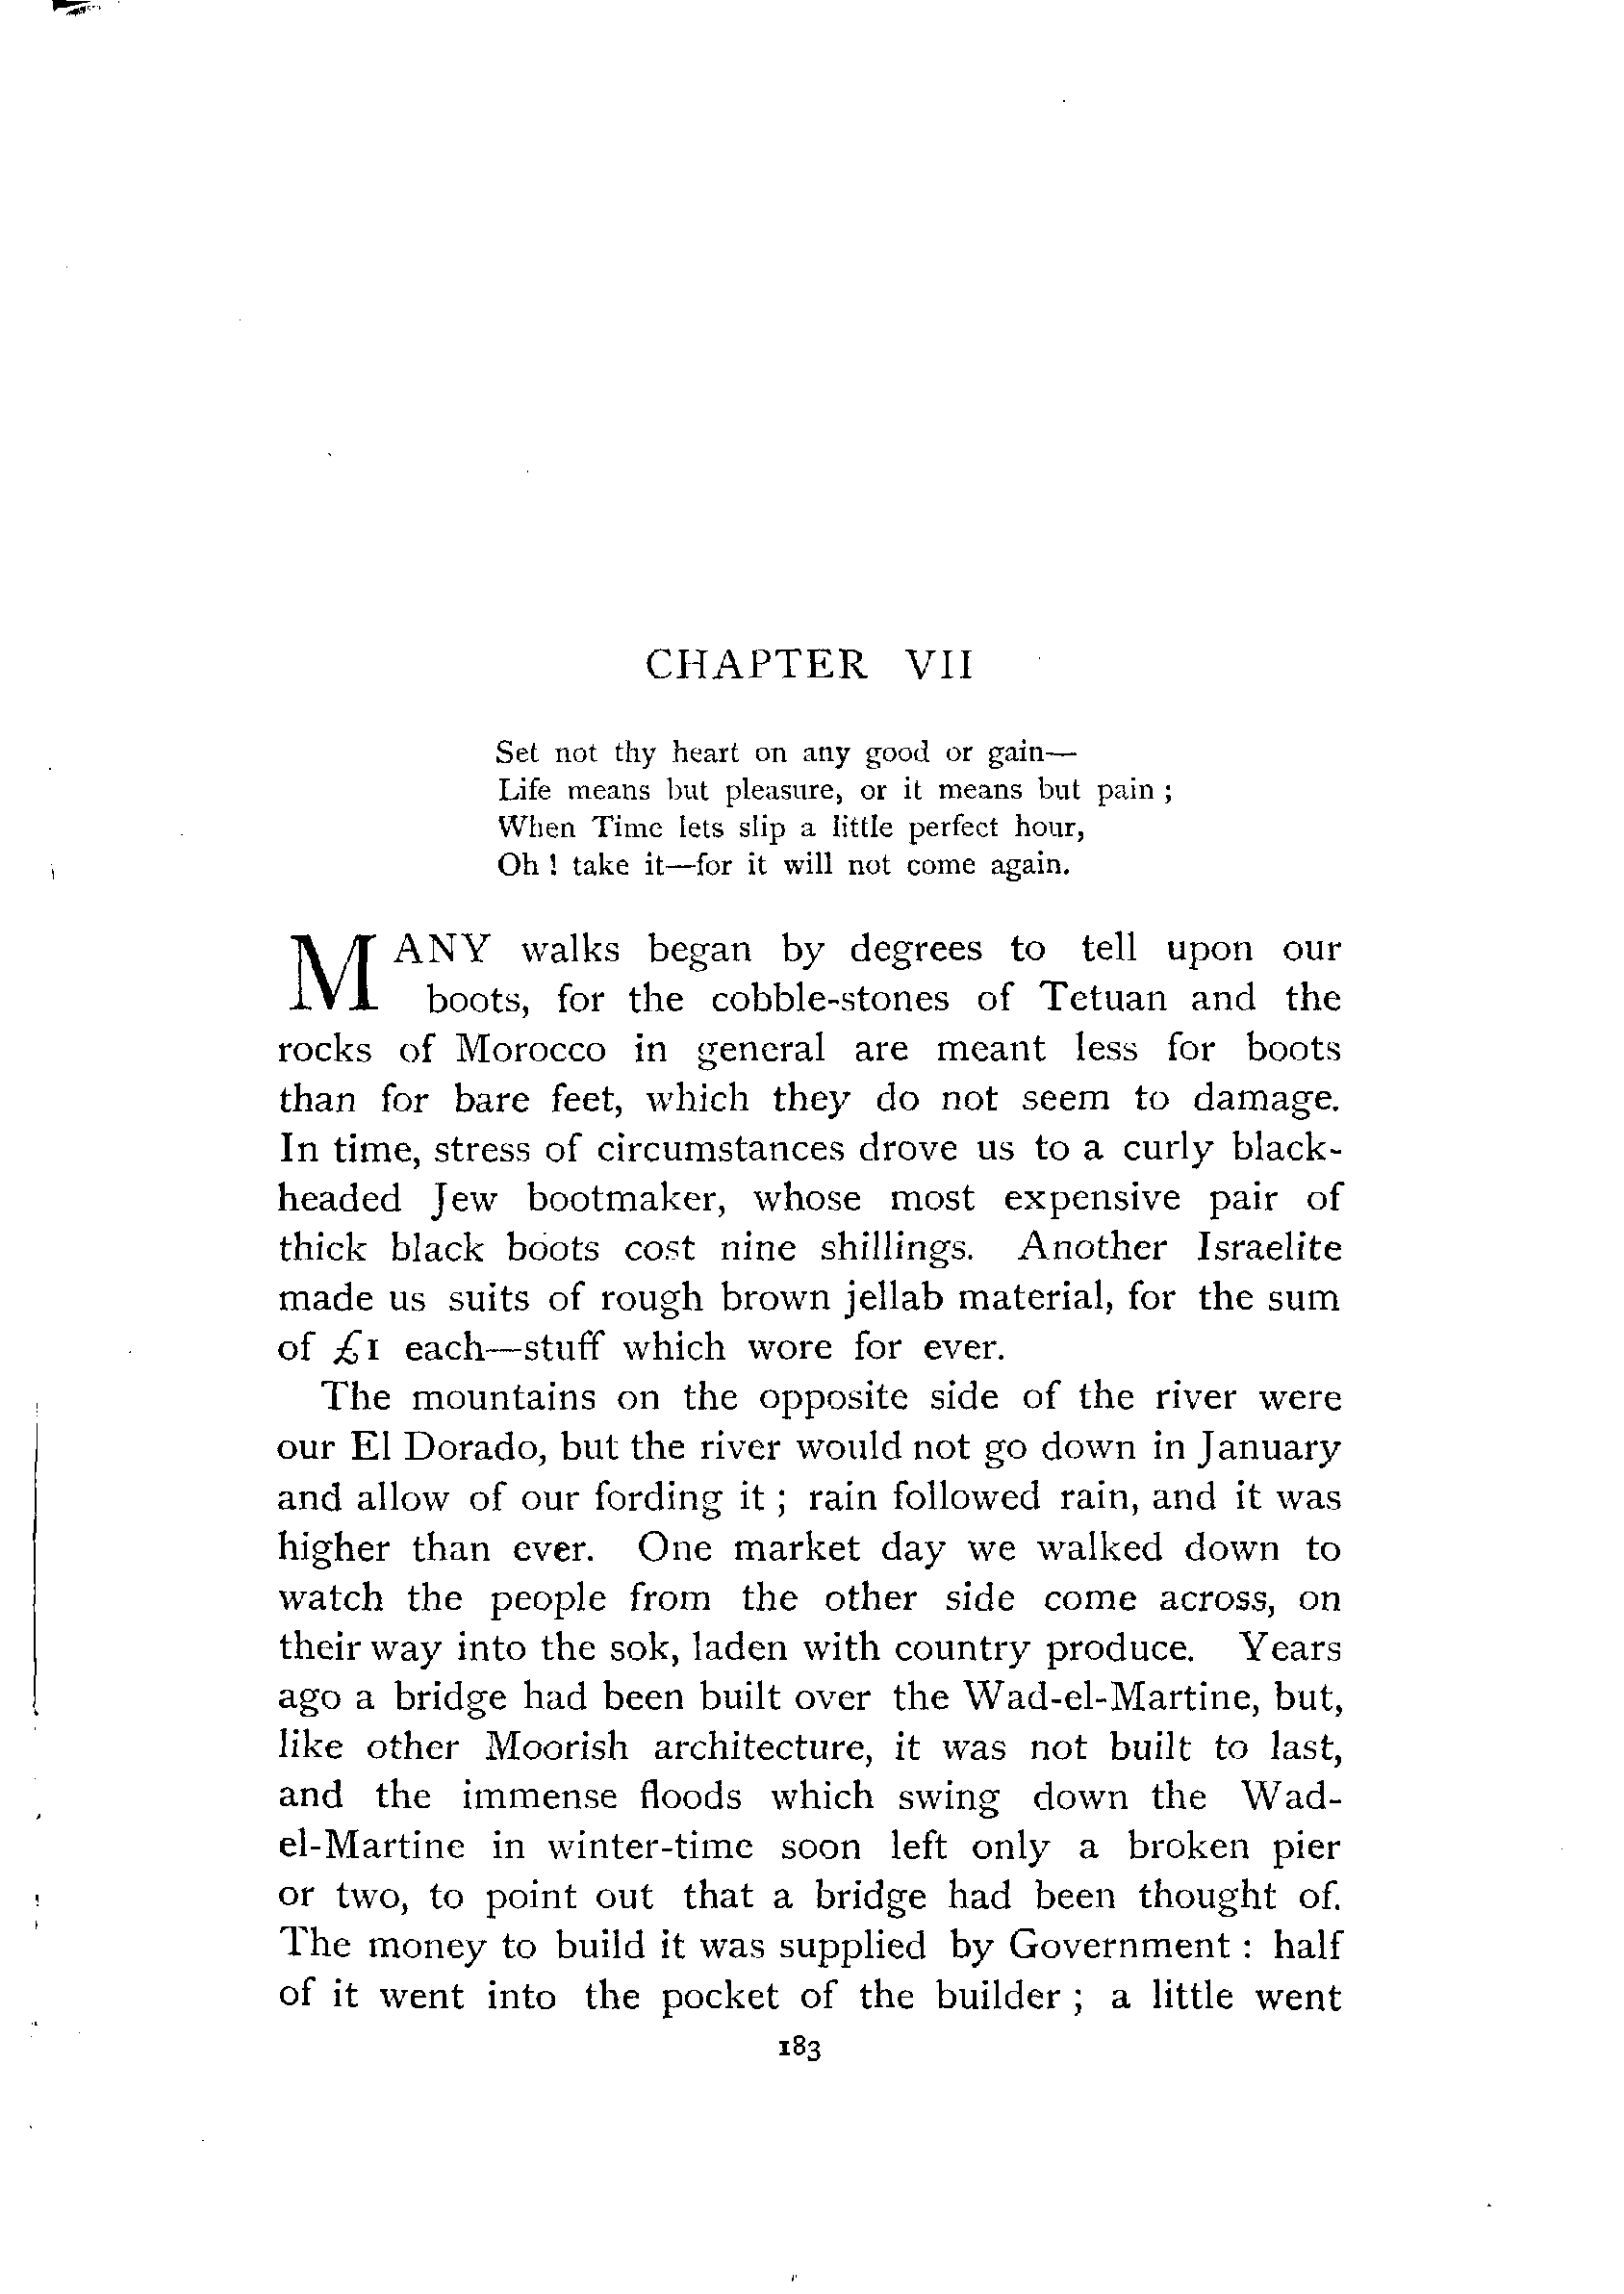 CHAPTER VII
Set not thy heart on any good or gain—
Life means but pleasure, or it means but pain ;
When Time lets slip a little perfect hour,
Oh ! take it—for it will not come again.
MANY walks began by degrees to tell upon our
boots, for the cobble-stones of Tetuan and the
rocks of Morocco in general are meant less for boots
than for bare feet, which they do not seem to damage.
In time, stress of circumstances drove us to a curly black-
headed Jew bootmaker, whose most expensive pair of
thick black boots cost nine shillings. Another Israelite
made us suits of rough brown jellab material, for the sum
of £1 each—stuff which wore for ever.
The mountains on the opposite side of the river were
our El Dorado, but the river would not go down in January
and allow of our fording it ; rain followed rain, and it was
higher than ever. One market day we walked down to
watch the people from the other side come across, on
their way into the sok, laden with country produce. Years
ago a bridge had been built over the Wad-el-Martine, but,
like other Moorish architecture, it was not built to last,
and the immense floods which swing down the Wad-
el-Martine in winter-time soon left only a broken pier
or two, to point out that a bridge had been thought of.
The money to build it was supplied by Government : half
of it went into the pocket of the builder ; a little went
183